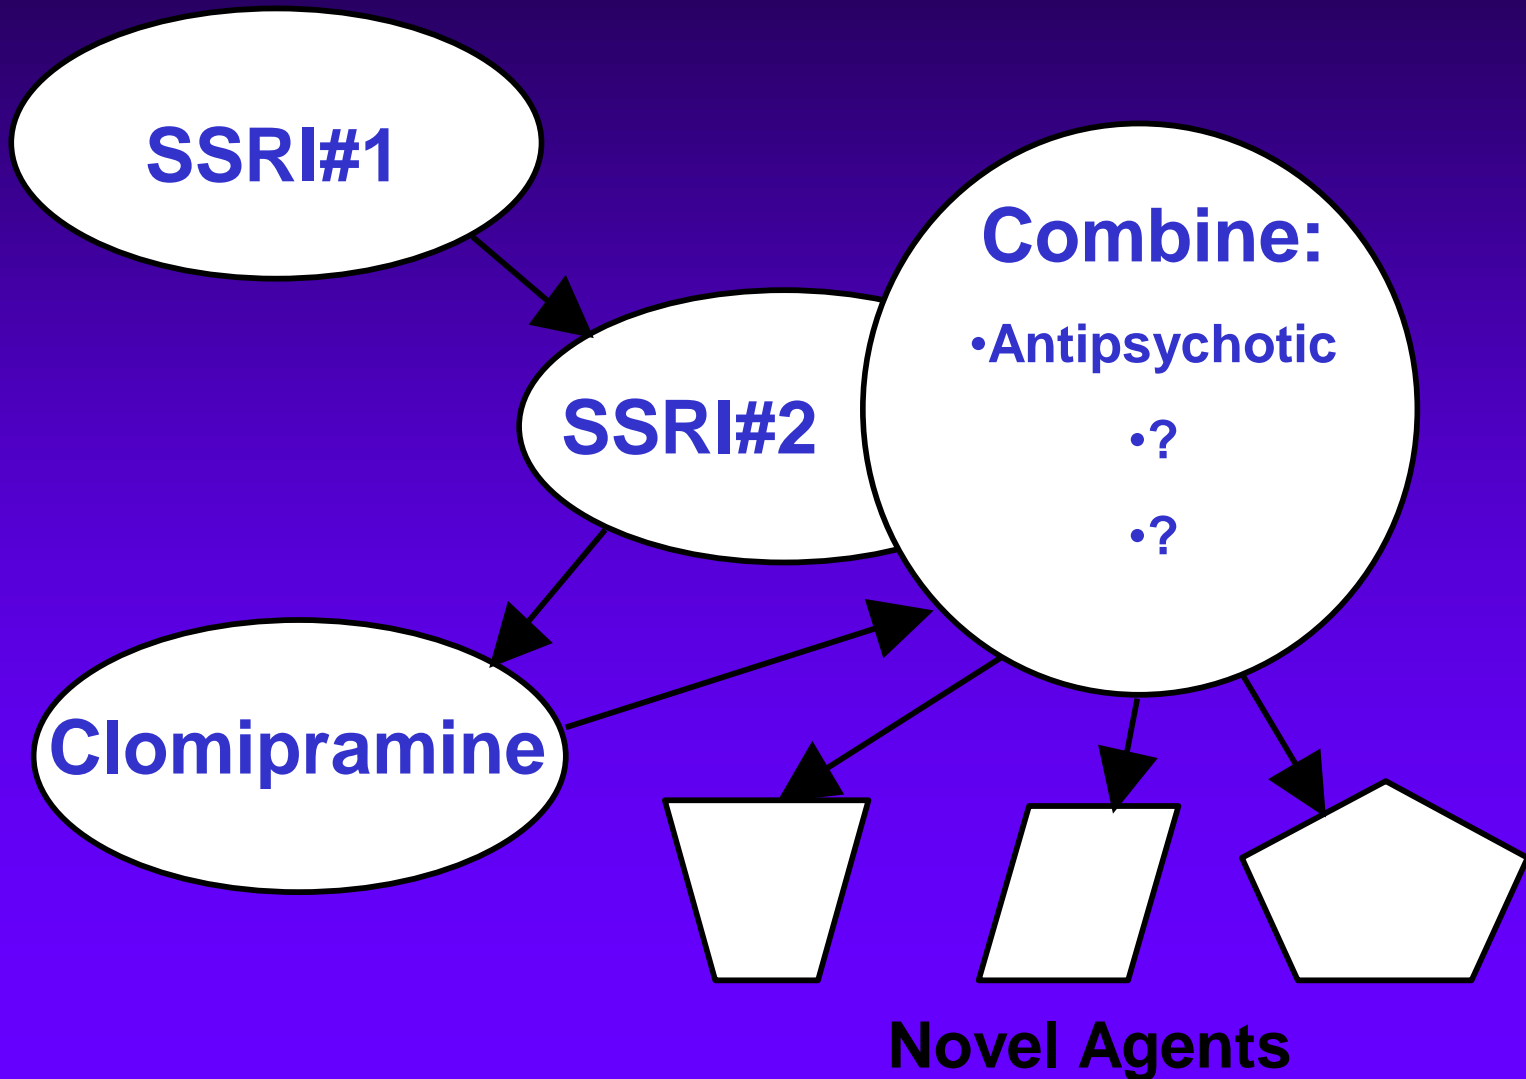 SSRI#1
Combine:
•Antipsychotic
•?
•?
SSRI#2
Clomipramine
Novel Agents